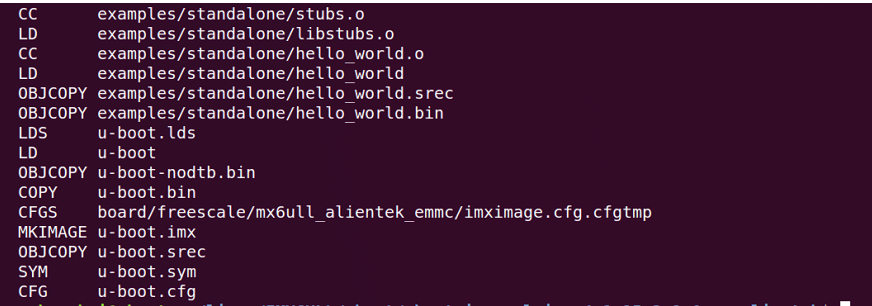 CC      examples/standalone/stubs.o
LD      examples/standalone/libstubs.o
CC      examples/standalone/hello_world.o
LD      examples/standalone/hello_world
OBJCOPY examples/standalone/hello_world.srec
OBJCOPY examples/standalone/hello_world.bin
LDS     u-boot.lds
LD      u-boot
OBJCOPY u-boot-nodtb.bin
COPY    u-boot.bin
CFGS    board/freescale/mx6ull_alientek_emmc/imximage.cfg.cfgtmp
MKIMAGE u-boot.imx
OBJCOPY u-boot.srec
SYM     u-boot.sym
CFG     u-boot.cfg